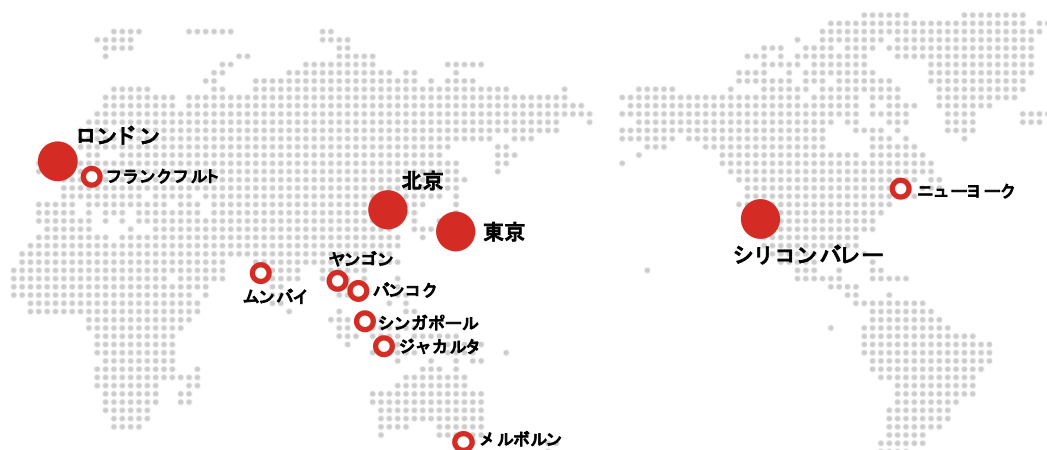 ロンドン
フランクフルト
北京
ニューヨーク
東京
シリコンバレー
ヤンゴン
ムンバイ
バンコク
シンガポール
ジャカルタ
メルボルン